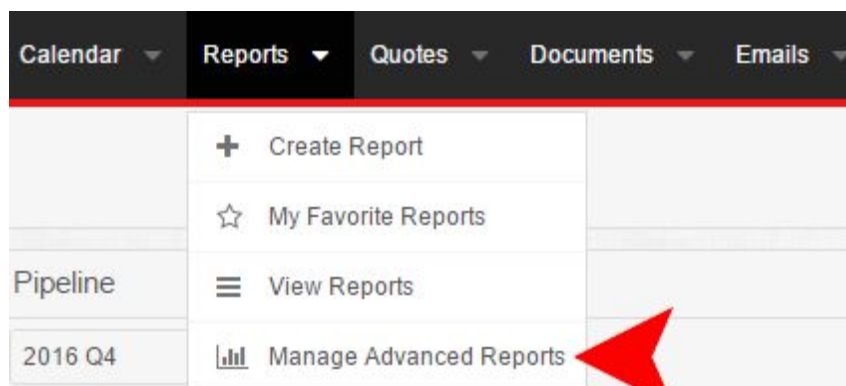 Calendar Reports Quotes Documents Emails
Create Report
My Favorite Reports
Pipeline
View Reports
2016 Q4
Manage Advanced Reports